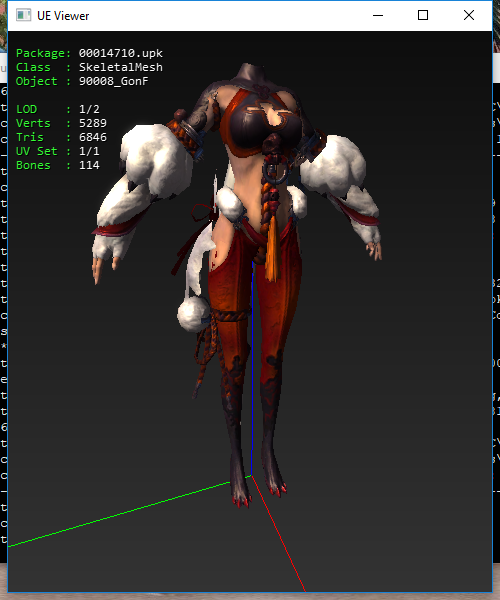 UE Viewer
Package: 00014710.upk
Class : SkeletalMesh
Object : 90008_GonF
LOD : 1/2
Verts : 5289
Tris : 6846
UV Set : 1/1
Bones : 114